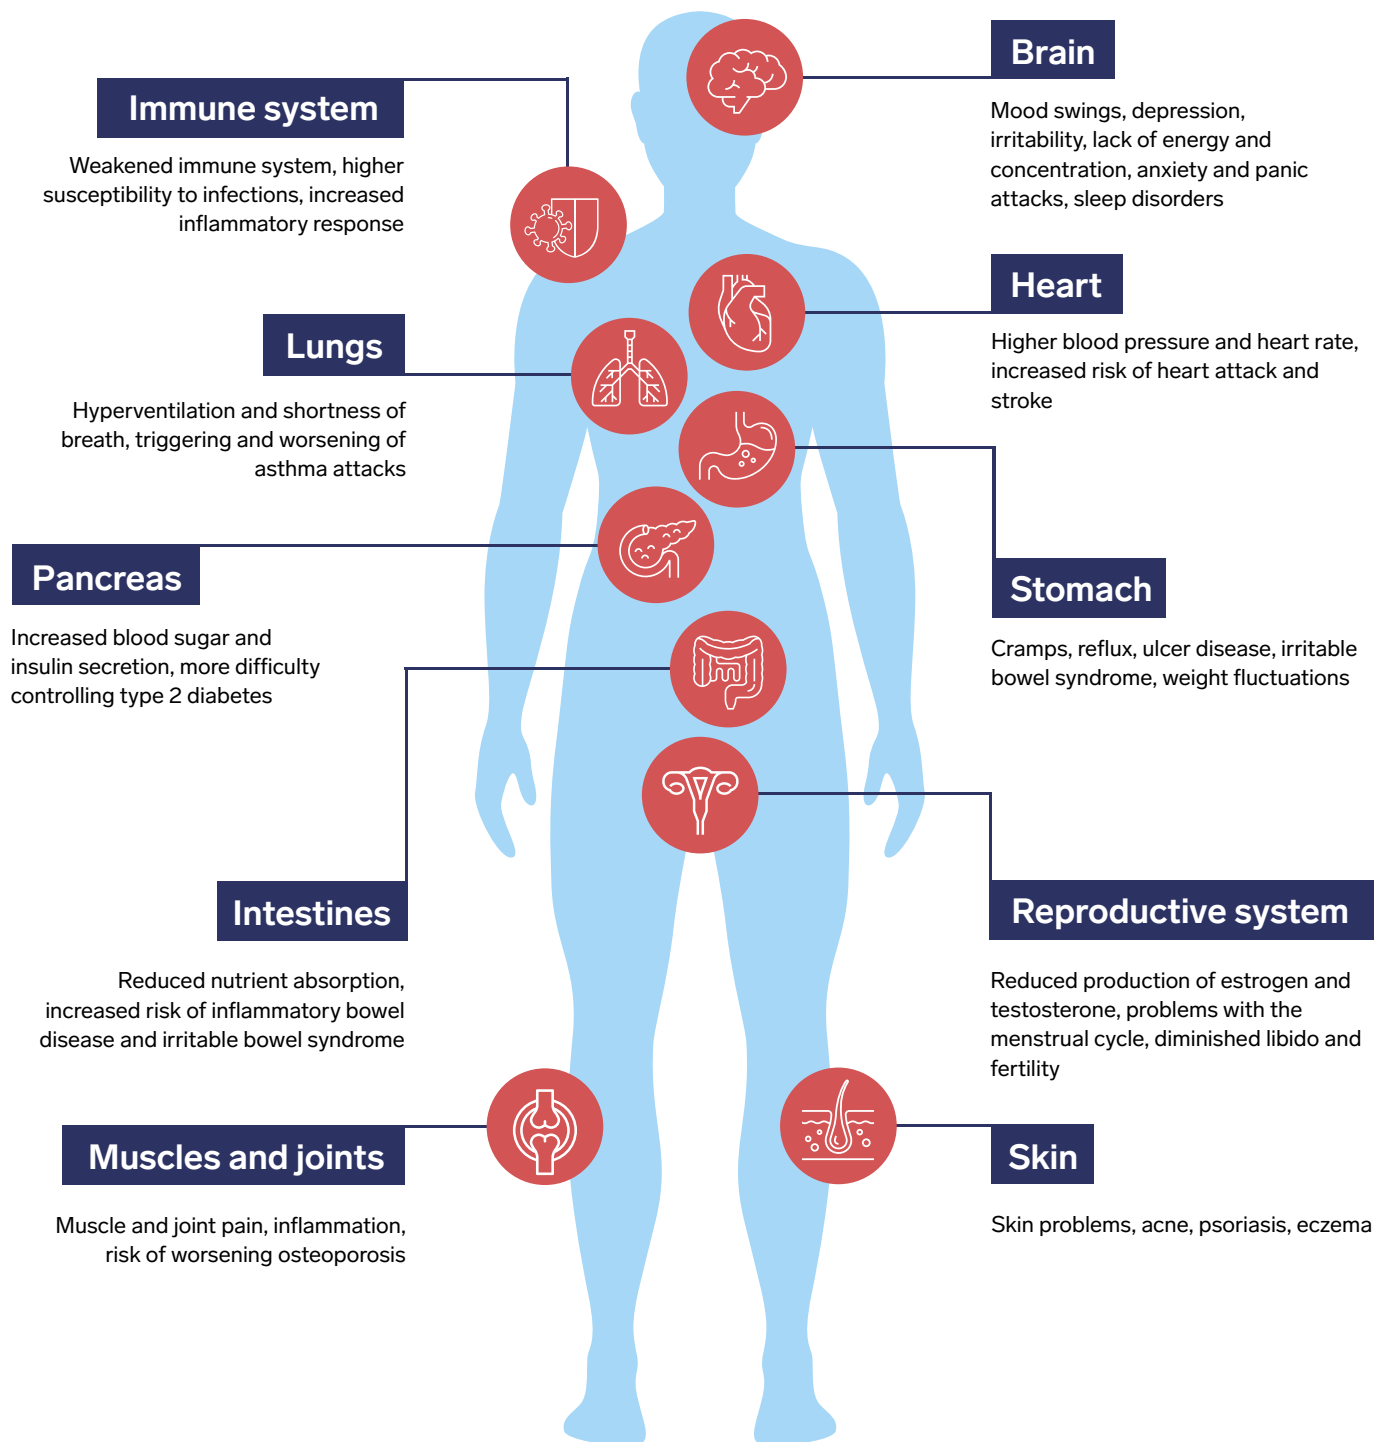 Brain
Mood swings, depression,
irritability, lack of energy and
concentration, anxiety and panic
attacks, sleep disorders
Immune system
Weakened immune system, higher
susceptibility to infections, increased
inflammatory response
Heart
Higher blood pressure and heart rate,
increased risk of heart attack and
stroke
Lungs
Hyperventilation and shortness of
breath, triggering and worsening of
asthma attacks
Pancreas
Increased blood sugar and
insulin secretion, more difficulty
controlling type 2 diabetes
Stomach
Cramps, reflux, ulcer disease, irritable
bowel syndrome, weight fluctuations
Intestines
Reduced nutrient absorption,
increased risk of inflammatory bowel
disease and irritable bowel syndrome
Reproductive system
Reduced production of estrogen and
testosterone, problems with the
menstrual cycle, diminished libido and
fertility
Muscles and joints
Muscle and joint pain, inflammation,
risk of worsening osteoporosis
Skin
Skin problems, acne, psoriasis, eczema